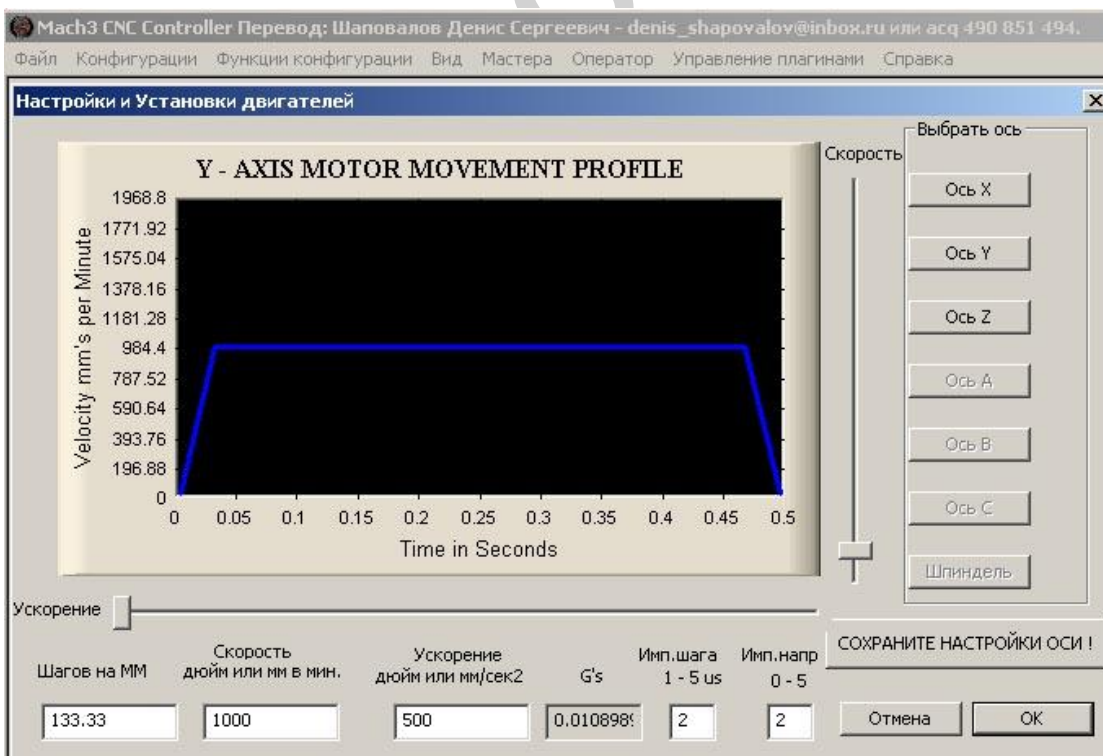 Mach3 CNC Controller Перевод: Шаповалов Денис Сергеевич - denis_shapovalov@inbox.ru или acq 490 851 494.
Файл Конфигурации Функции конфигурации Вид Мастера Оператор Управление плагинами Справка
Настройки и Установки двигателей
Выбрать ось
Скорость
Y - AXIS MOTOR MOVEMENT PROFILE
Velocity mm's per Minute
1968.8
1771.92
1575.04
1378.16
1181.28
984.4
787.52
590.64
393.76
196.88
0
0 0.05 0.1 0.15 0.2 0.25 0.3 0.35 0.4 0.45 0.5
Time in Seconds
Ось X
Ось Y
Ось Z
Ось A
Ось B
Ось C
Шпиндель
Ускорение
СОХРАНИТЕ НАСТРОЙКИ ОСИ !
Шагов на ММ
Скорость
дюйм или мм в мин.
Ускорение
дюйм или мм/сек2
G's
Имп.шага
1 - 5 us
Имп.напр
0 - 5
133.33 1000 500 0.010898 2 2
Отмена OK